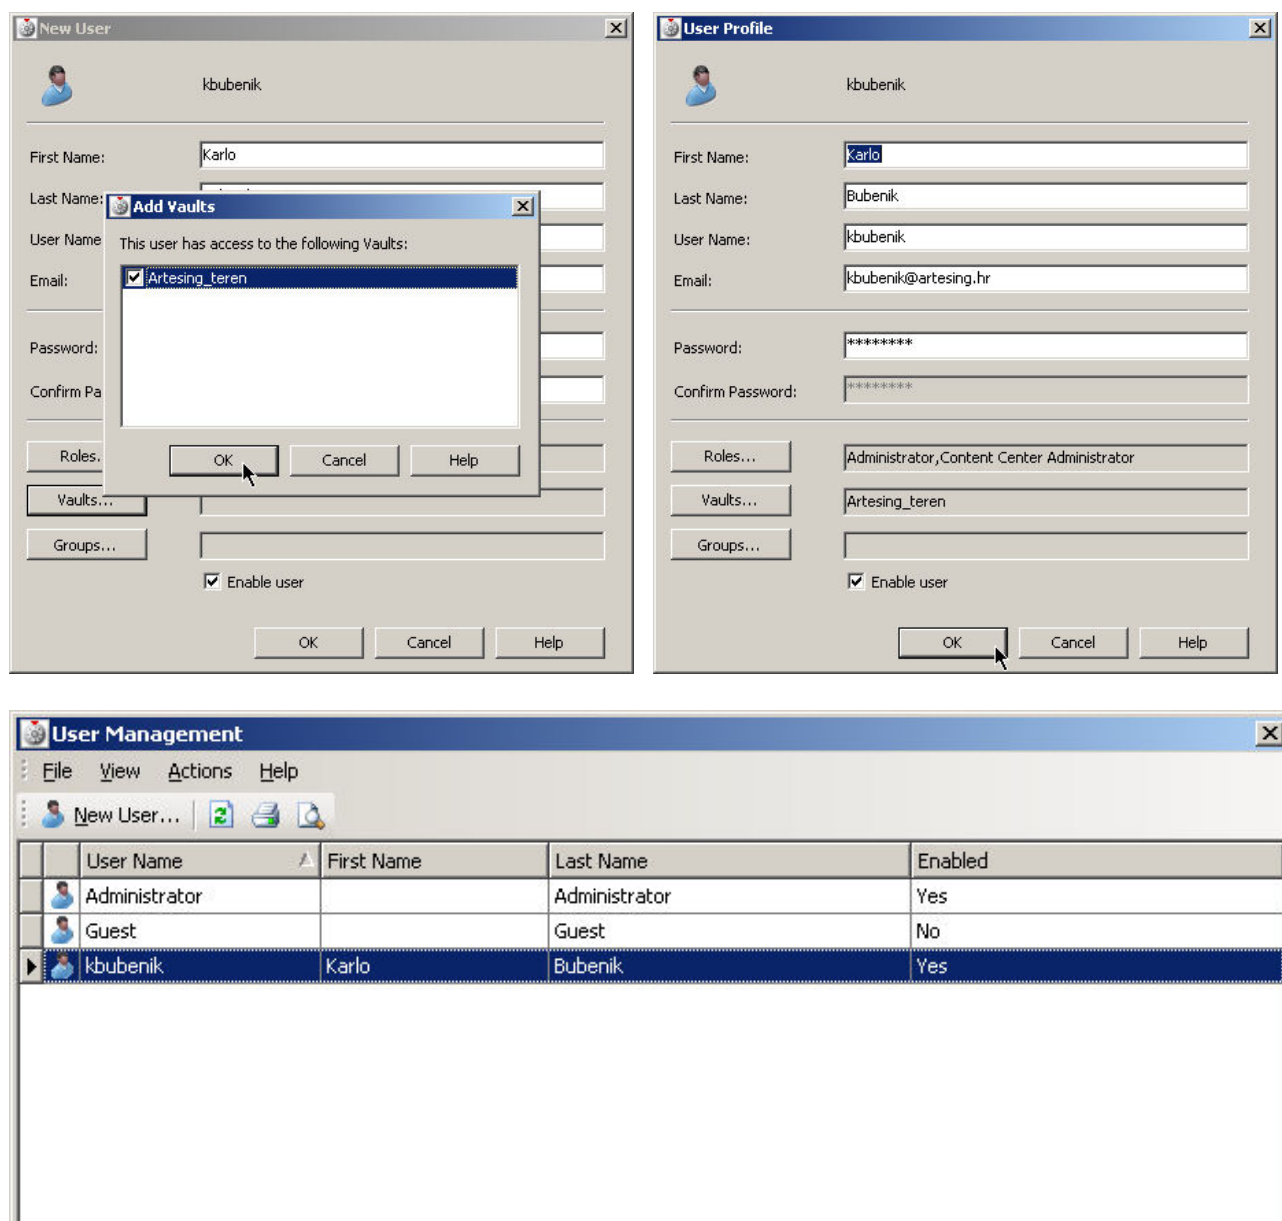 New User
kbubenik
First Name:
Karlo
Last Name:
Add Vaults
User Name
This user has access to the following Vaults:
Email:
Artesing_teren
Password:
Confirm Pa
Roles.
OK
Cancel
Help
Vaults...
Groups...
Enable user
OK
Cancel
Help
User Profile
kbubenik
First Name:
Karlo
Last Name:
Bubenik
User Name:
kbubenik
Email:
kbubenik@artesing.hr
Password:
********
Confirm Password:
********
Roles...
Administrator,Content Center Administrator
Vaults...
Artesing_teren
Groups...
Enable user
OK
Cancel
Help
User Management
File View Actions Help
New User...
User Name First Name Last Name Enabled
Administrator Administrator Yes
Guest Guest No
kbubenik Karlo Bubenik Yes